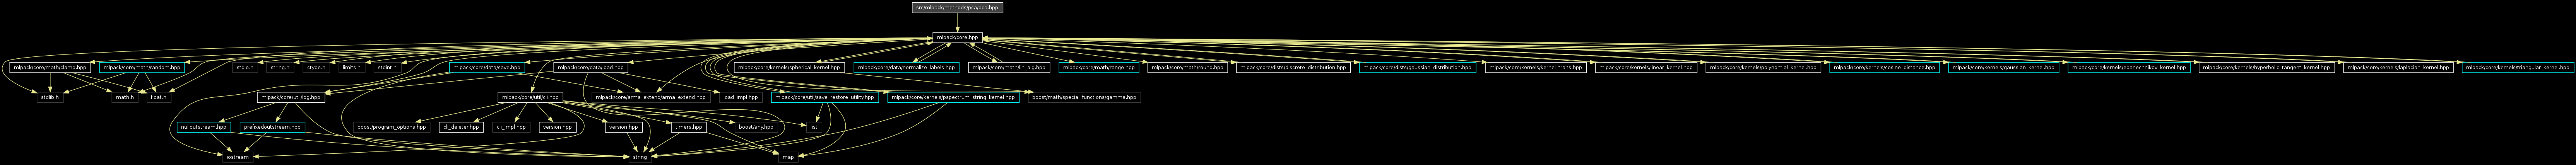 src/mlpack/methods/pca/pca.hpp
mlpack/core.hpp
mlpack/core/math/clamp.hpp
mlpack/core/math/random.hpp
stdio.h
string.h
ctype.h
limits.h
stdint.h
mlpack/core/data/save.hpp
mlpack/core/data/load.hpp
mlpack/core/kernels/spherical_kernel.hpp
mlpack/core/data/normalize_labels.hpp
mlpack/core/math/lin_alg.hpp
mlpack/core/math/range.hpp
mlpack/core/math/round.hpp
mlpack/core/dists/discrete_distribution.hpp
mlpack/core/dists/gaussian_distribution.hpp
mlpack/core/kernels/kernel_traits.hpp
mlpack/core/kernels/linear_kernel.hpp
mlpack/core/kernels/polynomial_kernel.hpp
mlpack/core/kernels/cosine_distance.hpp
mlpack/core/kernels/gaussian_kernel.hpp
mlpack/core/kernels/epanechnikov_kernel.hpp
mlpack/core/kernels/hyperbolic_tangent_kernel.hpp
mlpack/core/kernels/laplacian_kernel.hpp
mlpack/core/kernels/triangular_kernel.hpp
stdlib.h
math.h
float.h
mlpack/core/util/log.hpp
mlpack/core/util/cli.hpp
mlpack/core/arma_extend/arma_extend.hpp
load_impl.hpp
mlpack/core/util/save_restore_utility.hpp
mlpack/core/kernels/pspectrum_string_kernel.hpp
boost/math/special_functions/gamma.hpp
nulloutstream.hpp
prefixedoutstream.hpp
boost/program_options.hpp
cli_deleter.hpp
cli_impl.hpp
version.hpp
version.hpp
timers.hpp
boost/any.hpp
list
iostream
string
map